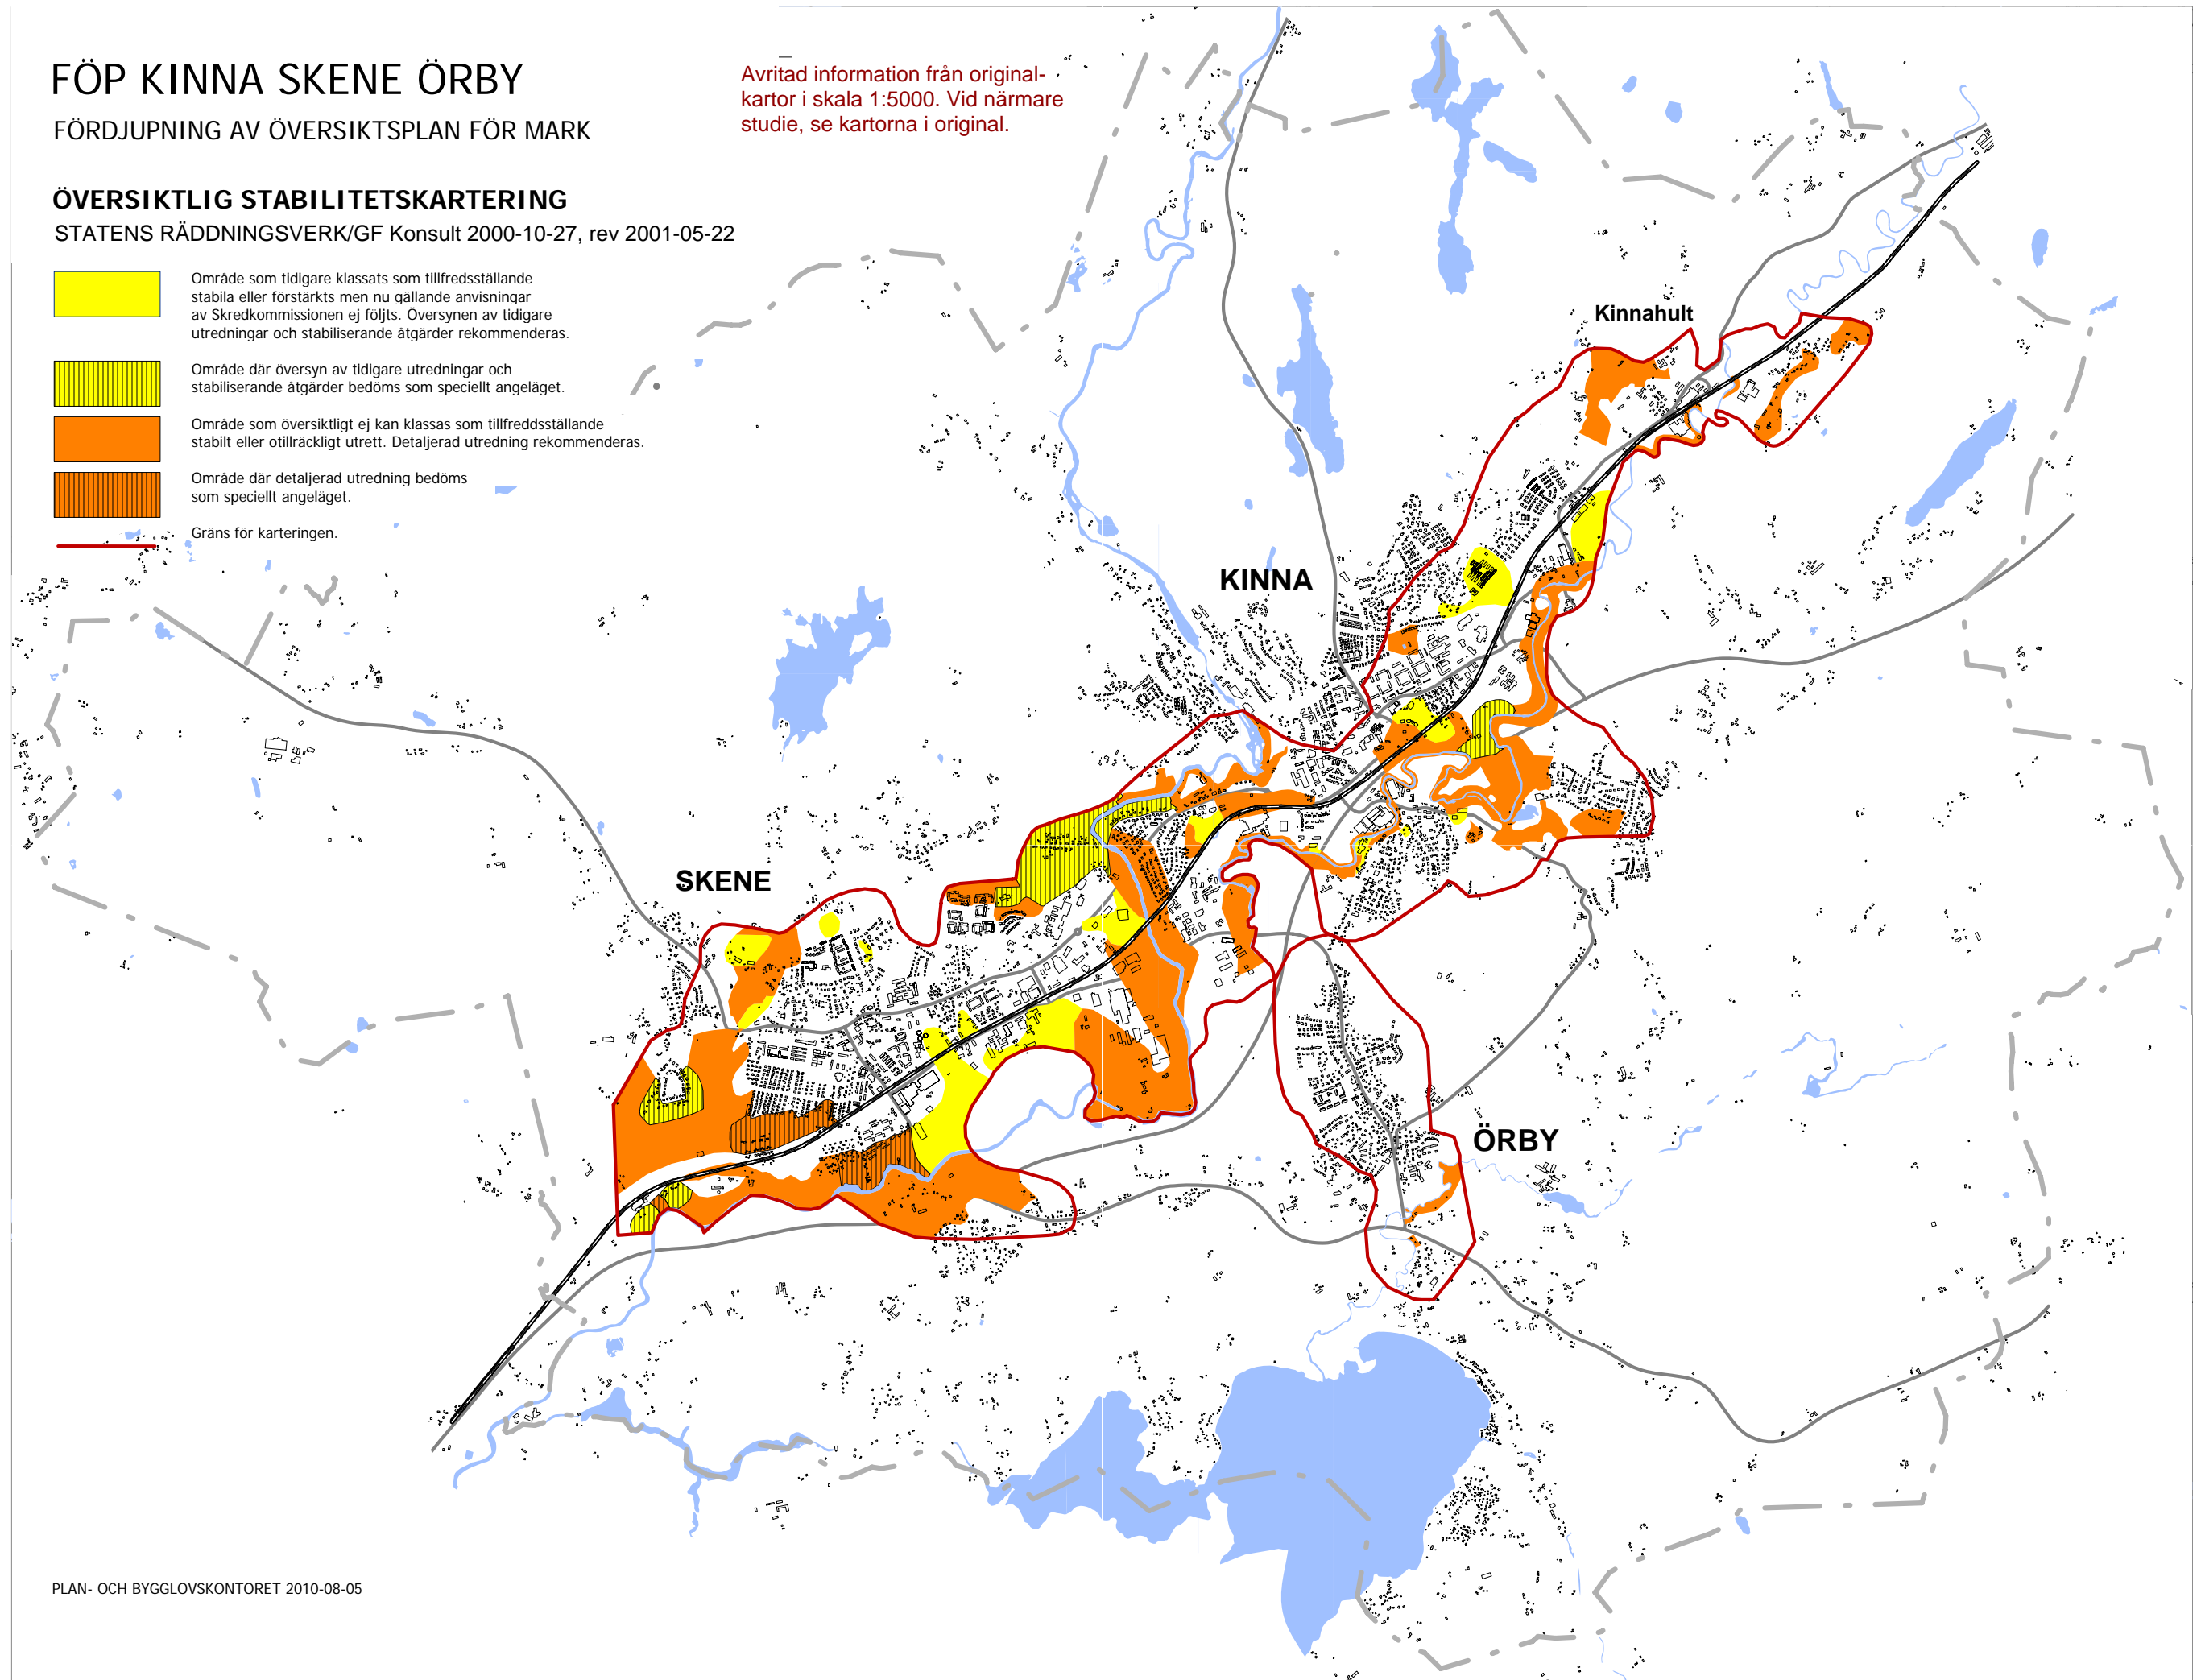 FÖP KINNA SKENE ÖRBY
FÖRDJUPNING AV ÖVERSIKTSPLAN FÖR MARK
Avritad information från original-
kartor i skala 1:5000. Vid närmare
studie, se kartorna i original.
ÖVERSIKTLIG STABILITETSKARTERING
STATENS RÄDDNINGSVERK/GF Konsult 2000-10-27, rev 2001-05-22
Område som tidigare klassats som tillfredsställande
stabila eller förstärkts men nu gällande anvisningar
av Skredkommissionen ej följts. Översynen av tidigare
utredningar och stabiliserande åtgärder rekommenderas.
Område där översyn av tidigare utredningar och
stabiliserande åtgärder bedöms som speciellt angeläget.
Område som översiktligt ej kan klassas som tillfreddsställande
stabilt eller otillräckligt utrett. Detaljerad utredning rekommenderas.
Område där detaljerad utredning bedöms
som speciellt angeläget.
Gräns för karteringen.
Kinnahult
KINNA
SKENE
ÖRBY
PLAN- OCH BYGGLOVSKONTORET 2010-08-05